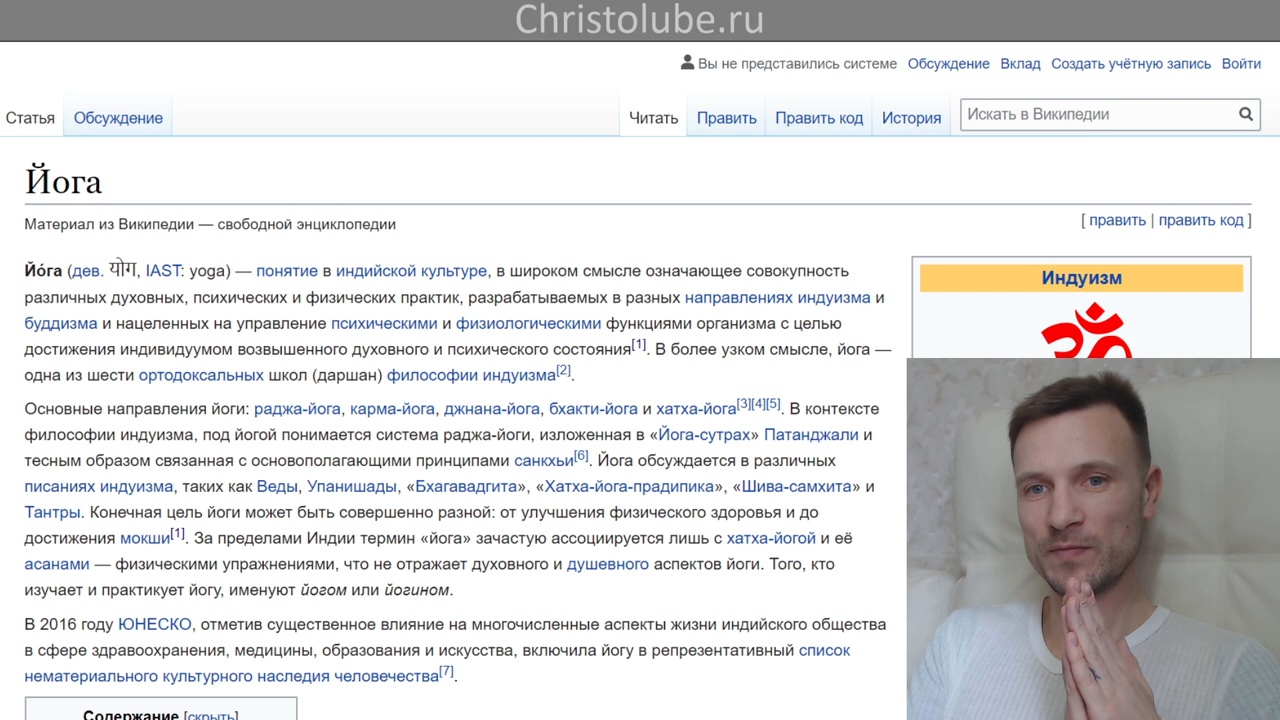 Christolube.ru
Вы не представились системе Обсуждение Вклад Создать учётную запись Войти
Статья Обсуждение Читать Править Править код История Искать в Википедии
Йога
Материал из Википедии — свободной энциклопедии
[ править | править код ]
Йо́га (дев. योग, IAST: yoga) — понятие в индийской культуре, в широком смысле означающее совокупность
различных духовных, психических и физических практик, разрабатываемых в разных направлениях индуизма и
буддизма и нацеленных на управление психическими и физиологическими функциями организма с целью
достижения индивидуумом возвышенного духовного и психического состояния[1]. В более узком смысле, йога —
одна из шести ортодоксальных школ (даршан) философии индуизма[2].
Основные направления йоги: раджа-йога, карма-йога, джнана-йога, бхакти-йога и хатха-йога[3][4][5]. В контексте
философии индуизма, под йогой понимается система раджа-йоги, изложенная в «Йога-сутрах» Патанджали и
тесным образом связанная с основополагающими принципами санкхьи[6]. Йога обсуждается в различных
писаниях индуизма, таких как Веды, Упанишады, «Бхагавадгита», «Хатха-йога-прадипика», «Шива-самхита» и
Тантры. Конечная цель йоги может быть совершенно разной: от улучшения физического здоровья и до
достижения мокши[1]. За пределами Индии термин «йога» зачастую ассоциируется лишь с хатха-йогой и её
асанами — физическими упражнениями, что не отражает духовного и душевного аспектов йоги. Того, кто
изучает и практикует йогу, именуют йогом или йогином.
В 2016 году ЮНЕСКО, отметив существенное влияние на многочисленные аспекты жизни индийского общества
в сфере здравоохранения, медицины, образования и искусства, включила йогу в репрезентативный список
нематериального культурного наследия человечества[7].
Содержание [скрыть]
Индуизм
ॐ